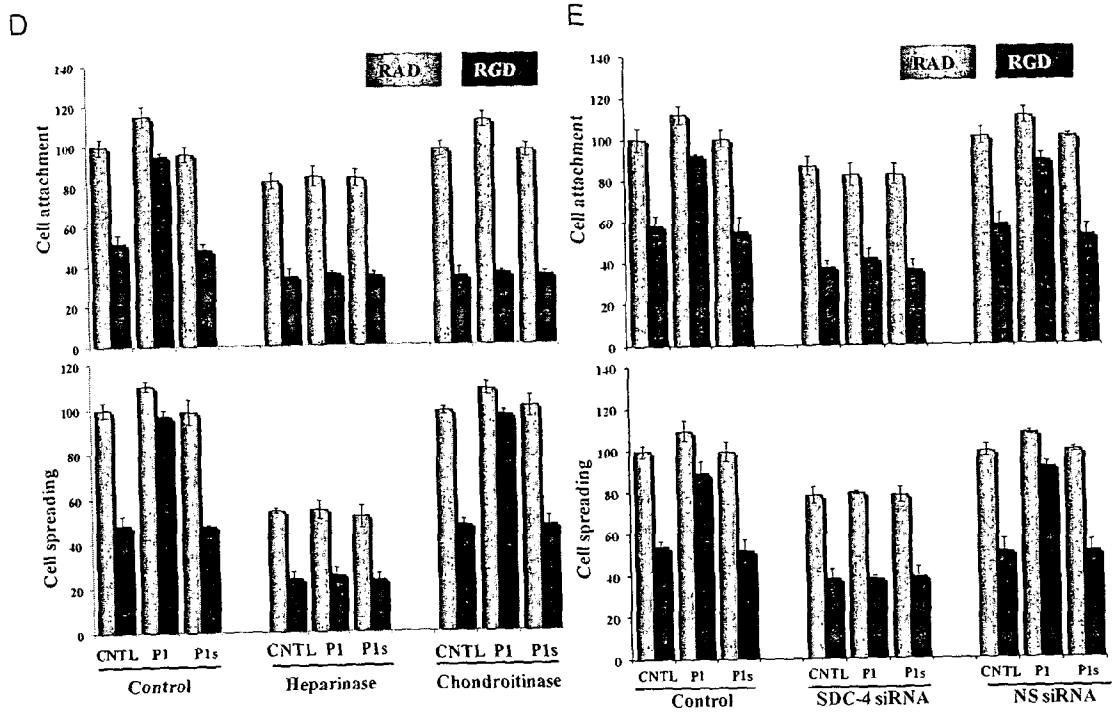 D
RAD RGD
Cell attachment
140
120
100
80
60
40
20
0
Cell spreading
120
100
80
60
40
20
0
CNTL P1 P1s CNTL P1 P1s CNTL P1 P1s
Control Heparinase Chondroitinase
E
RAD RGD
Cell attachment
140
120
100
80
60
40
20
0
Cell spreading
140
120
100
80
60
40
20
0
CNTL P1 P1s CNTL P1 P1s CNTL P1 P1s
Control SDC-4 siRNA NS siRNA